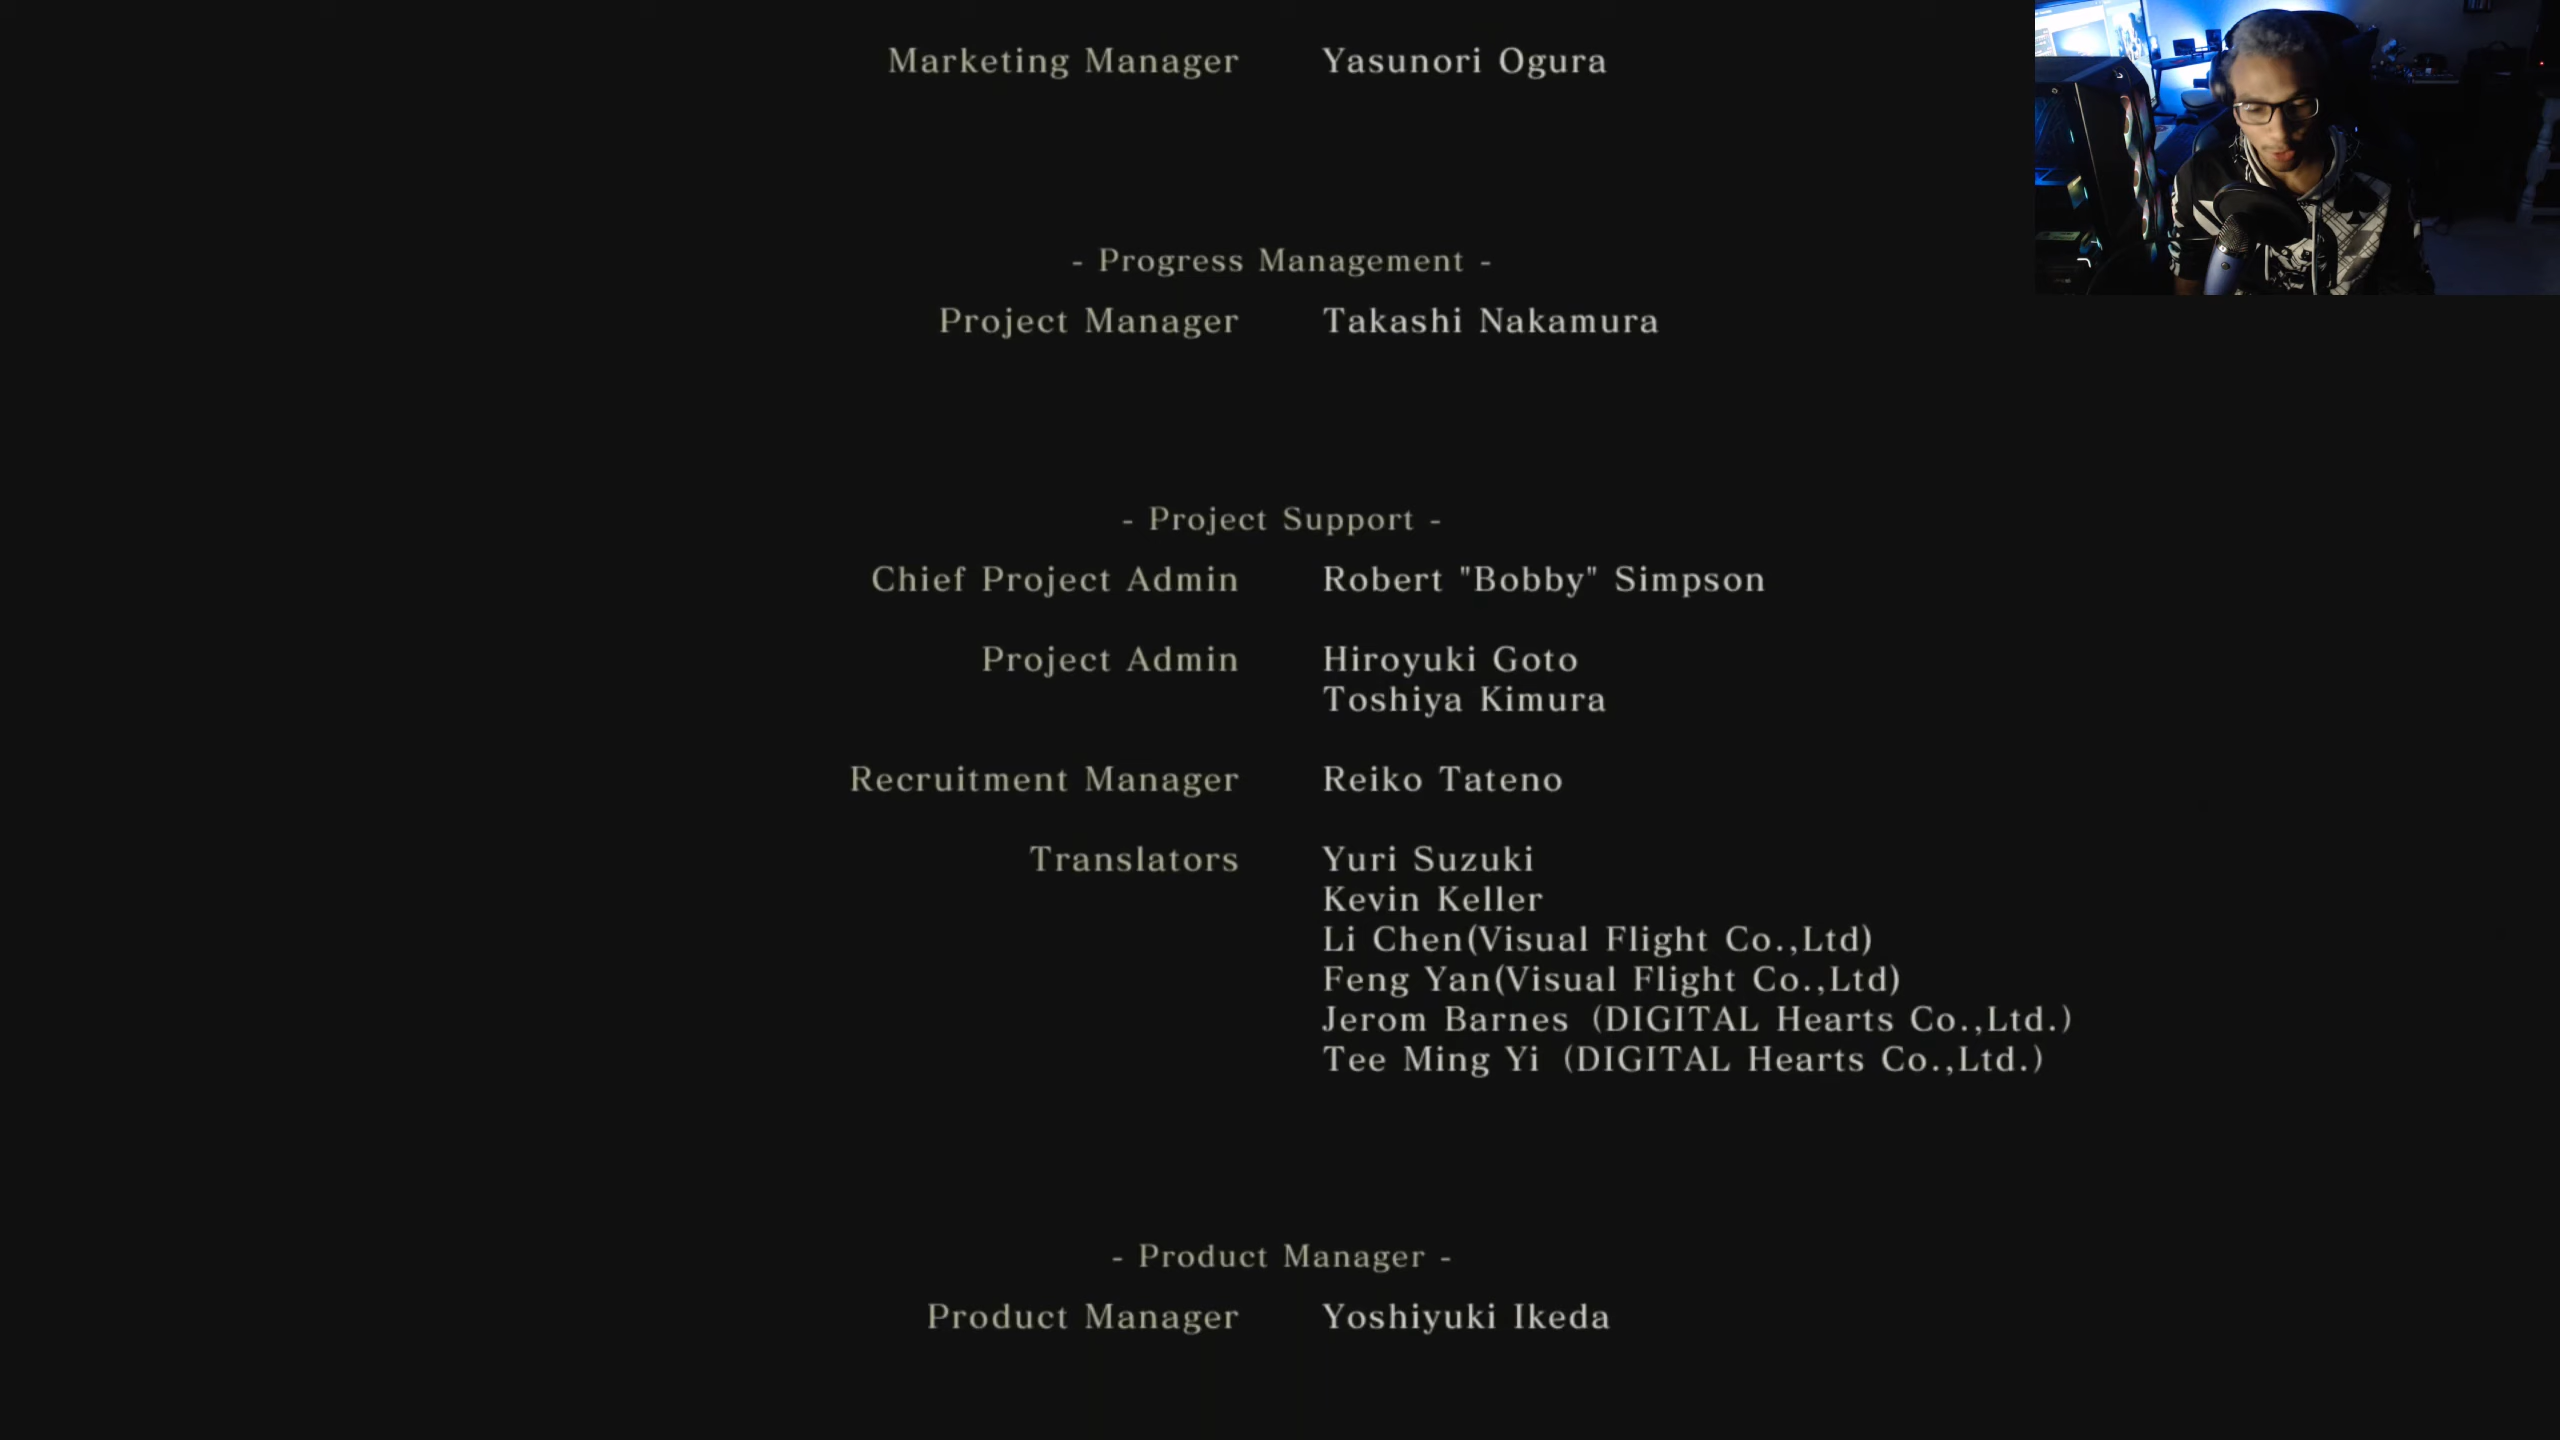 Marketing Manager Yasunori Ogura
- Progress Management -
Project Manager Takashi Nakamura
- Project Support -
Chief Project Admin Robert "Bobby" Simpson
Project Admin Hiroyuki Goto
Toshiya Kimura
Recruitment Manager Reiko Tateno
Translators Yuri Suzuki
Kevin Keller
Li Chen(Visual Flight Co.,Ltd)
Feng Yan(Visual Flight Co.,Ltd)
Jerom Barnes (DIGITAL Hearts Co.,Ltd.)
Tee Ming Yi (DIGITAL Hearts Co.,Ltd.)
- Product Manager -
Product Manager Yoshiyuki Ikeda